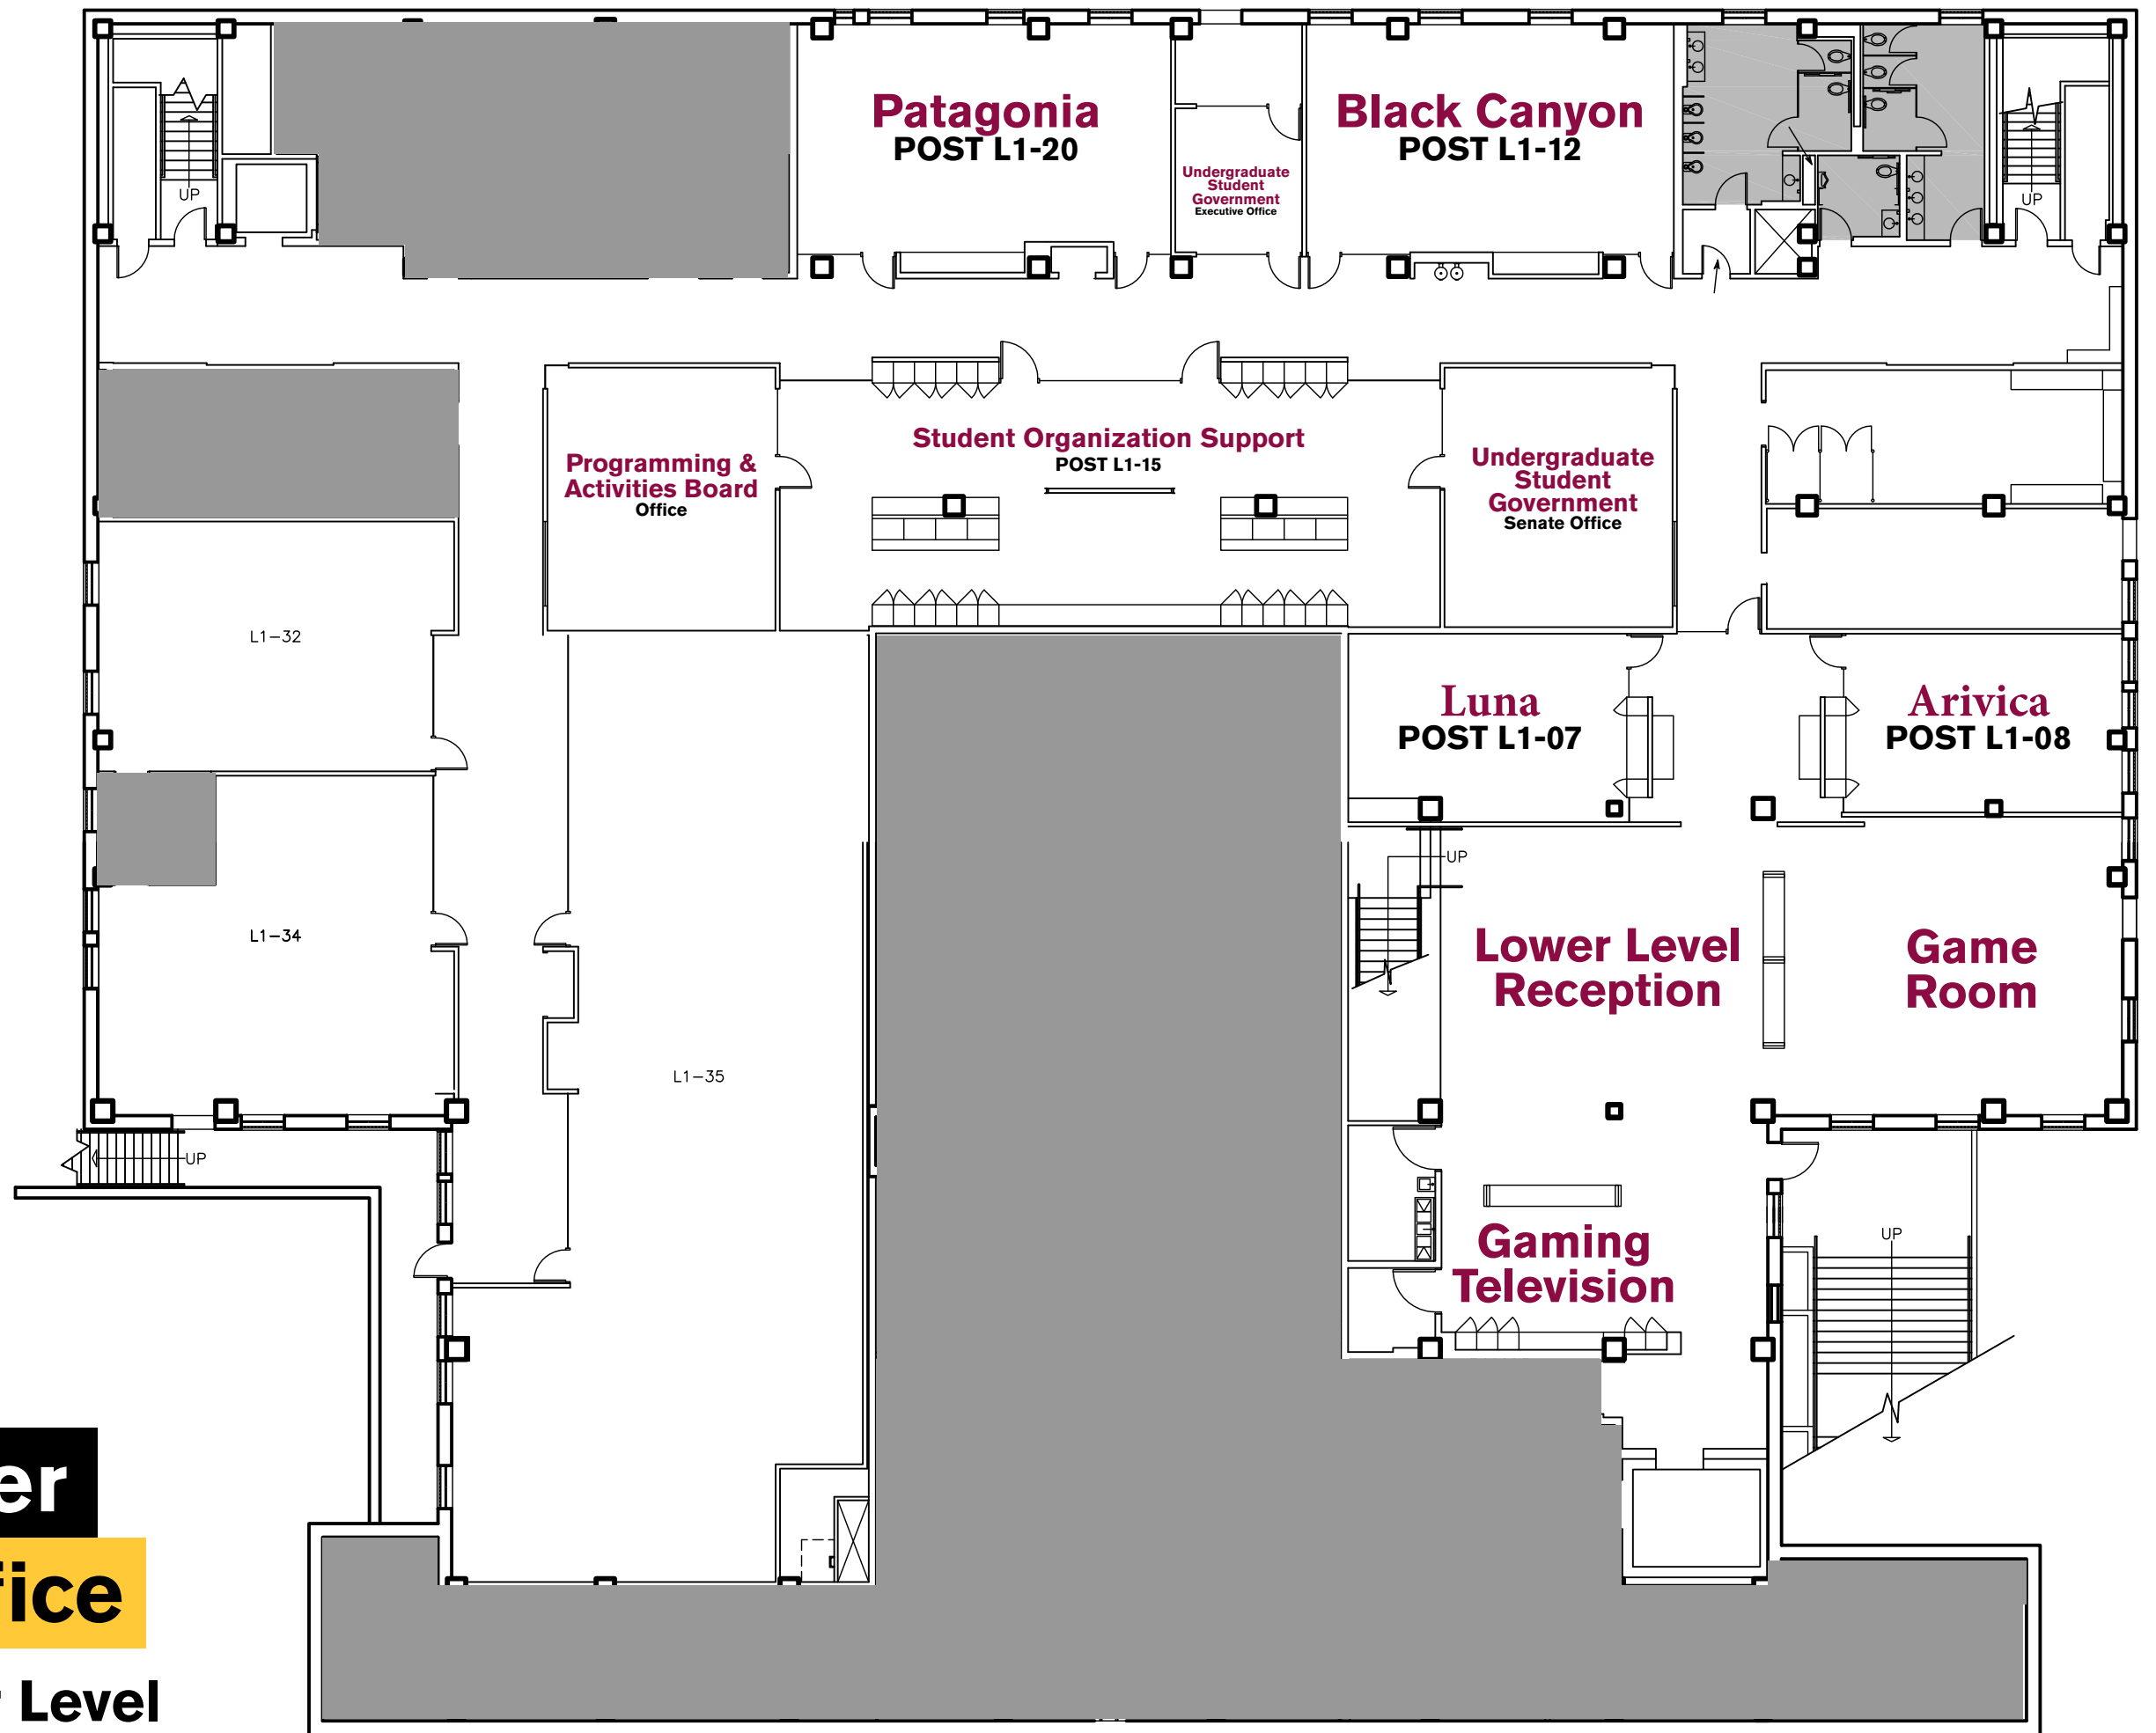 Patagonia
POST L1-20
Black Canyon
POST L1-12
Undergraduate
Student
Government
Executive Office
UP
UP
Student Organization Support
POST L1-15
Programming &
Activities Board
Office
Undergraduate
Student
Government
Senate Office
L1-32
Luna
POST L1-07
Arivica
POST L1-08
UP
L1-34
Lower Level
Reception
Game
Room
L1-35
UP
Gaming
Television
UP
er
ice
Level